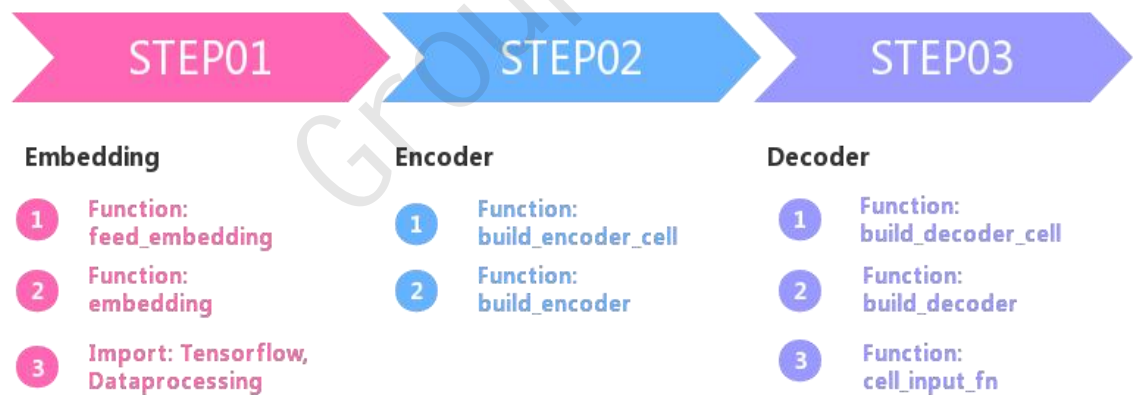 STEP01
STEP02
STEP03
Embedding
1
Function:
feed_embedding
2
Function:
embedding
3
Import: Tensorflow,
Dataprocessing
Encoder
1
Function:
build_encoder_cell
2
Function:
build_encoder
Decoder
1
Function:
build_decoder_cell
2
Function:
build_decoder
3
Function:
cell_input_fn